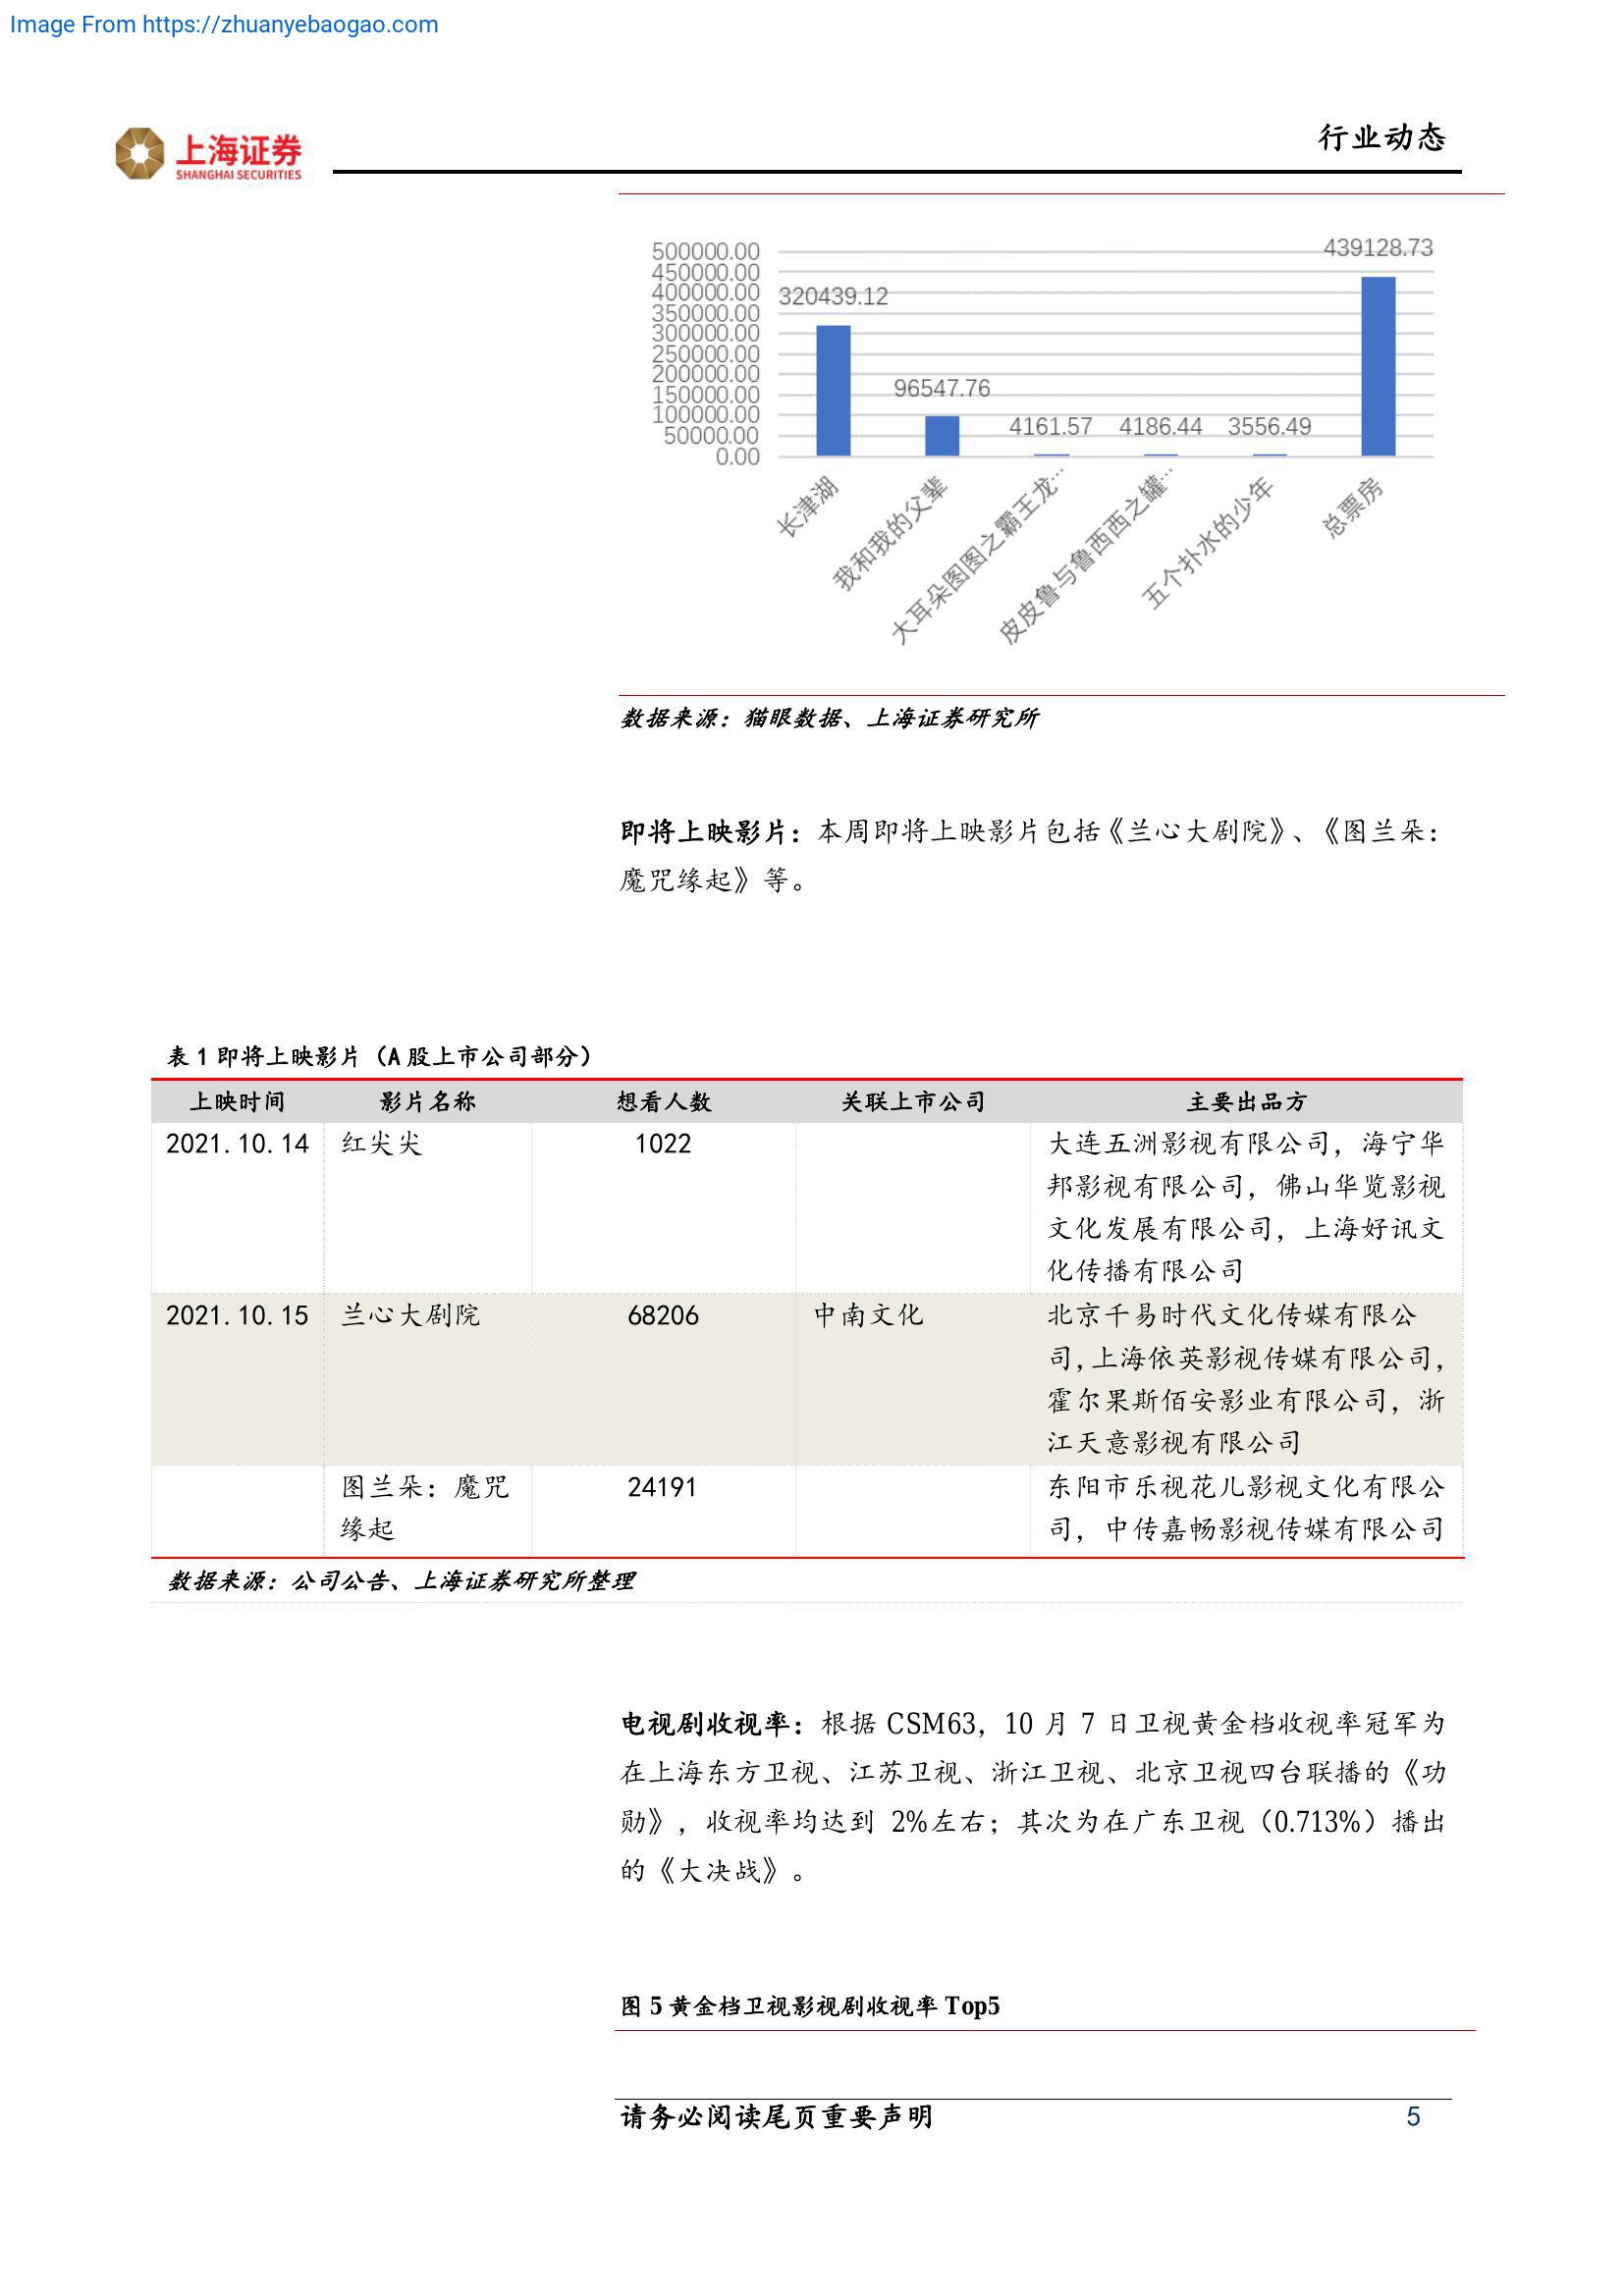 Image From https://zhuanyebaogao.com
上海证券
SHANGHAI SECURITIES
行业动态
500000.00
450000.00
400000.00
350000.00
300000.00
250000.00
200000.00
150000.00
100000.00
50000.00
0.00
320439.12
96547.76
4161.57
4186.44
3556.49
439128.73
长津湖
我和我的父辈
大耳朵图图之霸王龙…
皮皮鲁与鲁西西之罐…
五个扑水的少年
总票房
数据来源：猫眼数据、上海证券研究所
即将上映影片：本周即将上映影片包括《兰心大剧院》、《图兰朵：
魔咒缘起》等。
表 1 即将上映影片（A 股上市公司部分）
上映时间 影片名称 想看人数 关联上市公司 主要出品方
2021.10.14 红尖尖 1022 大连五洲影视有限公司，海宁华
邦影视有限公司，佛山华览影视
文化发展有限公司，上海好讯文
化传播有限公司
2021.10.15 兰心大剧院 68206 中南文化 北京千易时代文化传媒有限公
司,上海依英影视传媒有限公司,
霍尔果斯佰安影业有限公司，浙
江天意影视有限公司
图兰朵：魔咒 24191 东阳市乐视花儿影视文化有限公
缘起 司，中传嘉畅影视传媒有限公司
数据来源：公司公告、上海证券研究所整理
电视剧收视率：根据 CSM63，10 月 7 日卫视黄金档收视率冠军为
在上海东方卫视、江苏卫视、浙江卫视、北京卫视四台联播的《功
勋》，收视率均达到 2%左右；其次为在广东卫视（0.713%）播出
的《大决战》。
图 5 黄金档卫视影视剧收视率 Top5
请务必阅读尾页重要声明 5